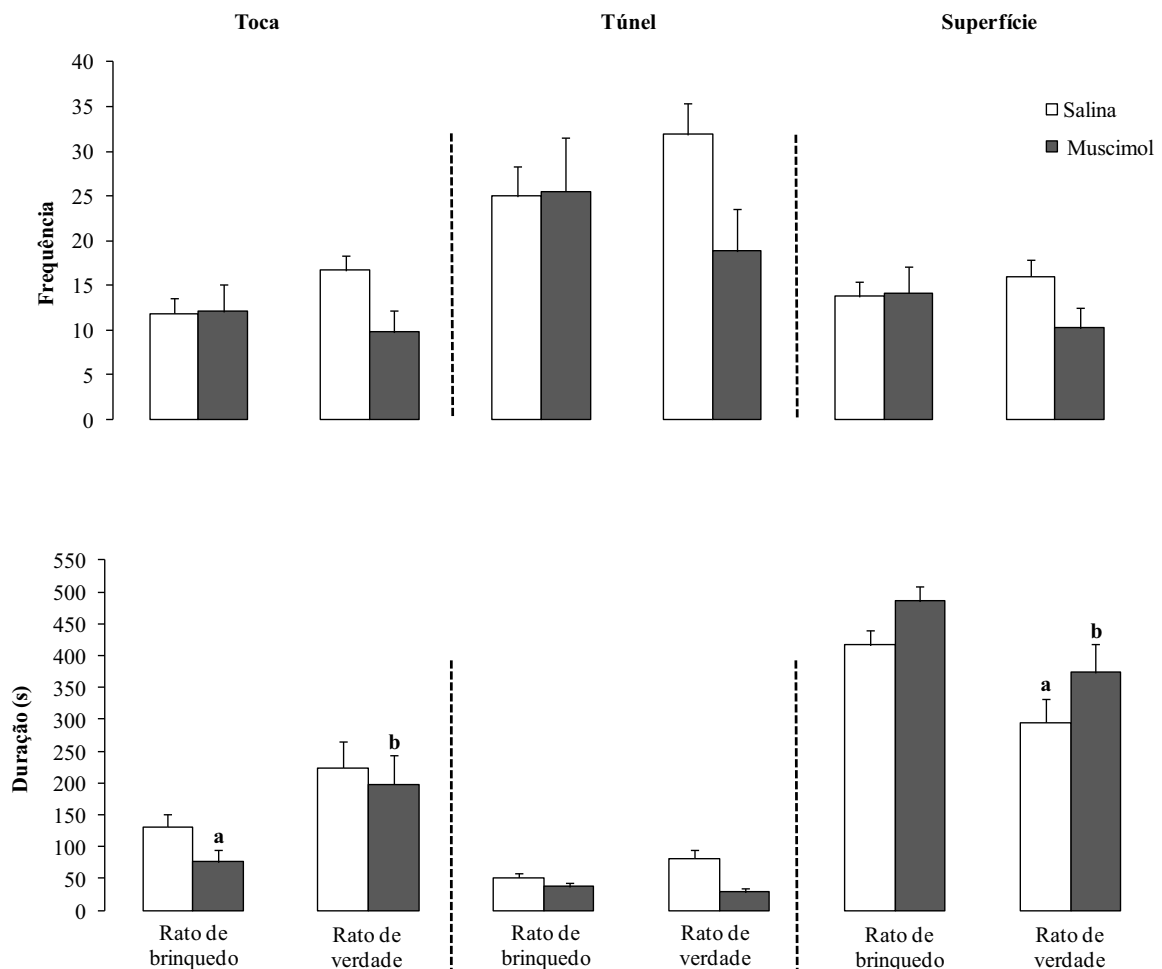 Toca
Túnel
Superfície
Frequência
40
35
30
25
20
15
10
5
0
Salina
Muscimol
Duração (s)
550
500
450
400
350
300
250
200
150
100
50
0
a
b
a
b
Rato de
brinquedo
Rato de
verdade
Rato de
brinquedo
Rato de
verdade
Rato de
brinquedo
Rato de
verdade